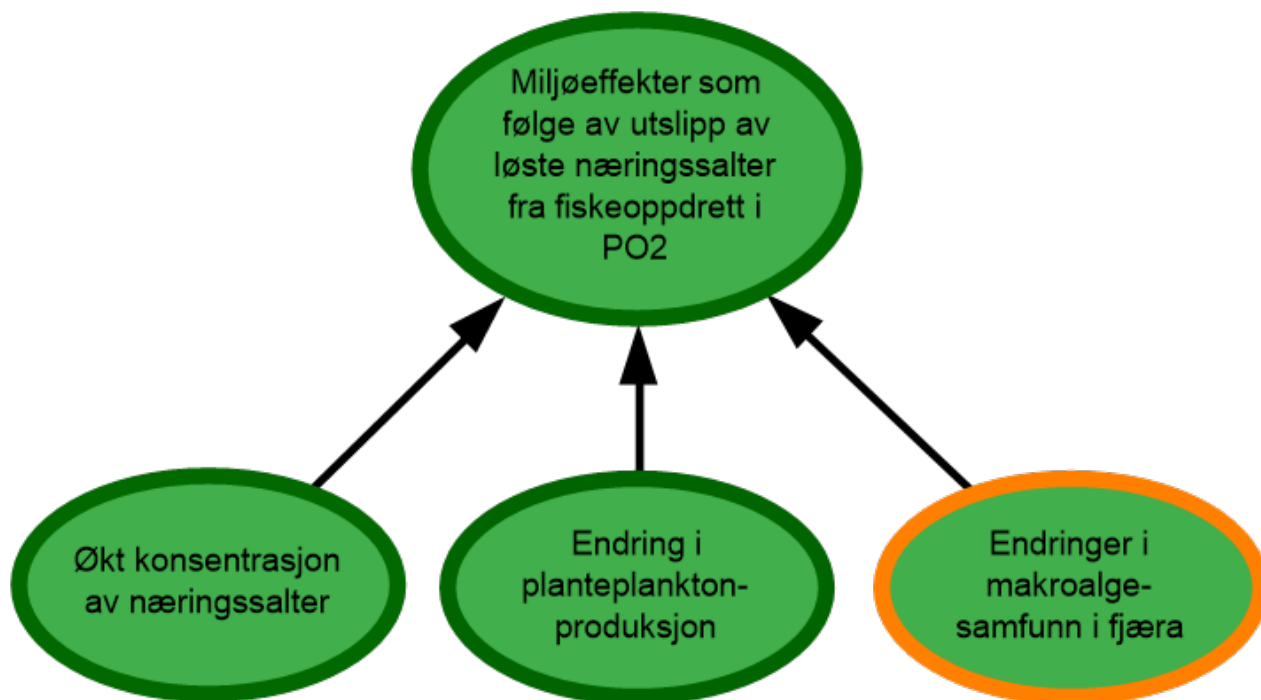 Miljøeffekter som
følge av utslipp av
løste næringssalter
fra fiskeoppdrett i
PO2
Økt konsentrasjon
av næringssalter
Endring i
planteplankton-
produksjon
Endringer i
makroalge-
samfunn i fjæra